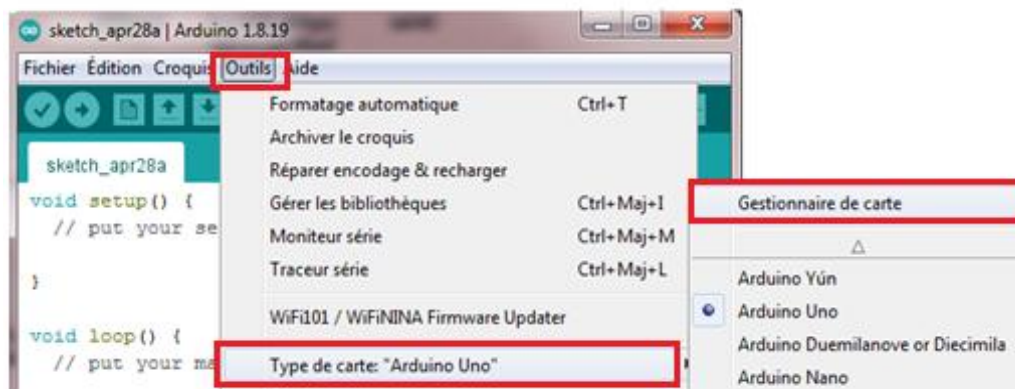 sketch_apr28a | Arduino 1.8.19
Fichier Édition Croquis Outils Aide
Formatage automatique Ctrl+T
Archiver le croquis
sketch_apr28a
Réparer encodage & recharger
void setup() {
Gérer les bibliothèques Ctrl+Maj+I
Gestionnaire de carte
// put your se
Moniteur série Ctrl+Maj+M
Traceur série Ctrl+Maj+L
}
Arduino Yún
WiFi101 / WiFiNINA Firmware Updater
Arduino Uno
void loop() {
Arduino Duemilanove or Diecimila
// put your ma
Type de carte: "Arduino Uno"
Arduino Nano